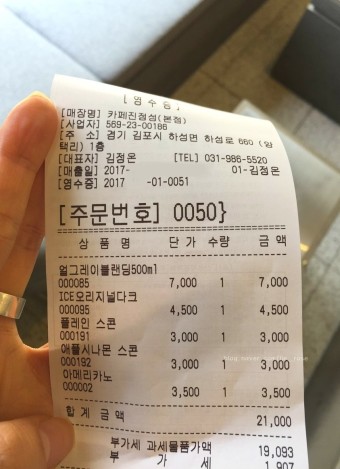 [영수증]
[매장명] 카페진정성(본점)
[사업자] 569-23-00186
[주 소] 경기 김포시 하성면 하성로 660 (양
택리) 1층
[대표자] 김정온 [TEL] 031-986-5520
[매출일] 2017- 01-김정온
[영수증] 2017 -01-0051
[주문번호] 0050}
상 품 명 단 가 수량 금 액
얼그레이블랜딩500ml
000085 7,000 1 7,000
ICE오리지널다크
000095 4,500 1 4,500
플레인 스콘
000191 3,000 1 3,000
애플시나몬 스콘
000192 3,000 1 3,000
아메리카노
000002 3,500 1 3,500
합계 금액 21,000
부가세 과세물품가액 19,093
부 가 세 1,907